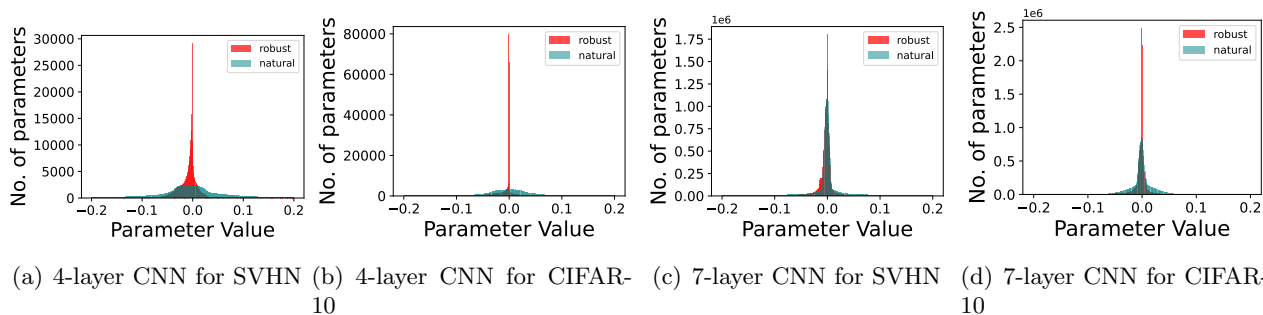 No. of parameters
30000
25000
20000
15000
10000
5000
0
−0.2 −0.1 0.0 0.1 0.2
Parameter Value
robust
natural
No. of parameters
80000
60000
40000
20000
0
−0.2 −0.1 0.0 0.1 0.2
Parameter Value
robust
natural
1e6
No. of parameters
1.75
1.50
1.25
1.00
0.75
0.50
0.25
0.00
−0.2 −0.1 0.0 0.1 0.2
Parameter Value
robust
natural
1e6
No. of parameters
2.5
2.0
1.5
1.0
0.5
0.0
−0.2 −0.1 0.0 0.1 0.2
Parameter Value
robust
natural
(a) 4-layer CNN for SVHN
(b) 4-layer CNN for CIFAR-
10
(c) 7-layer CNN for SVHN
(d) 7-layer CNN for CIFAR-
10